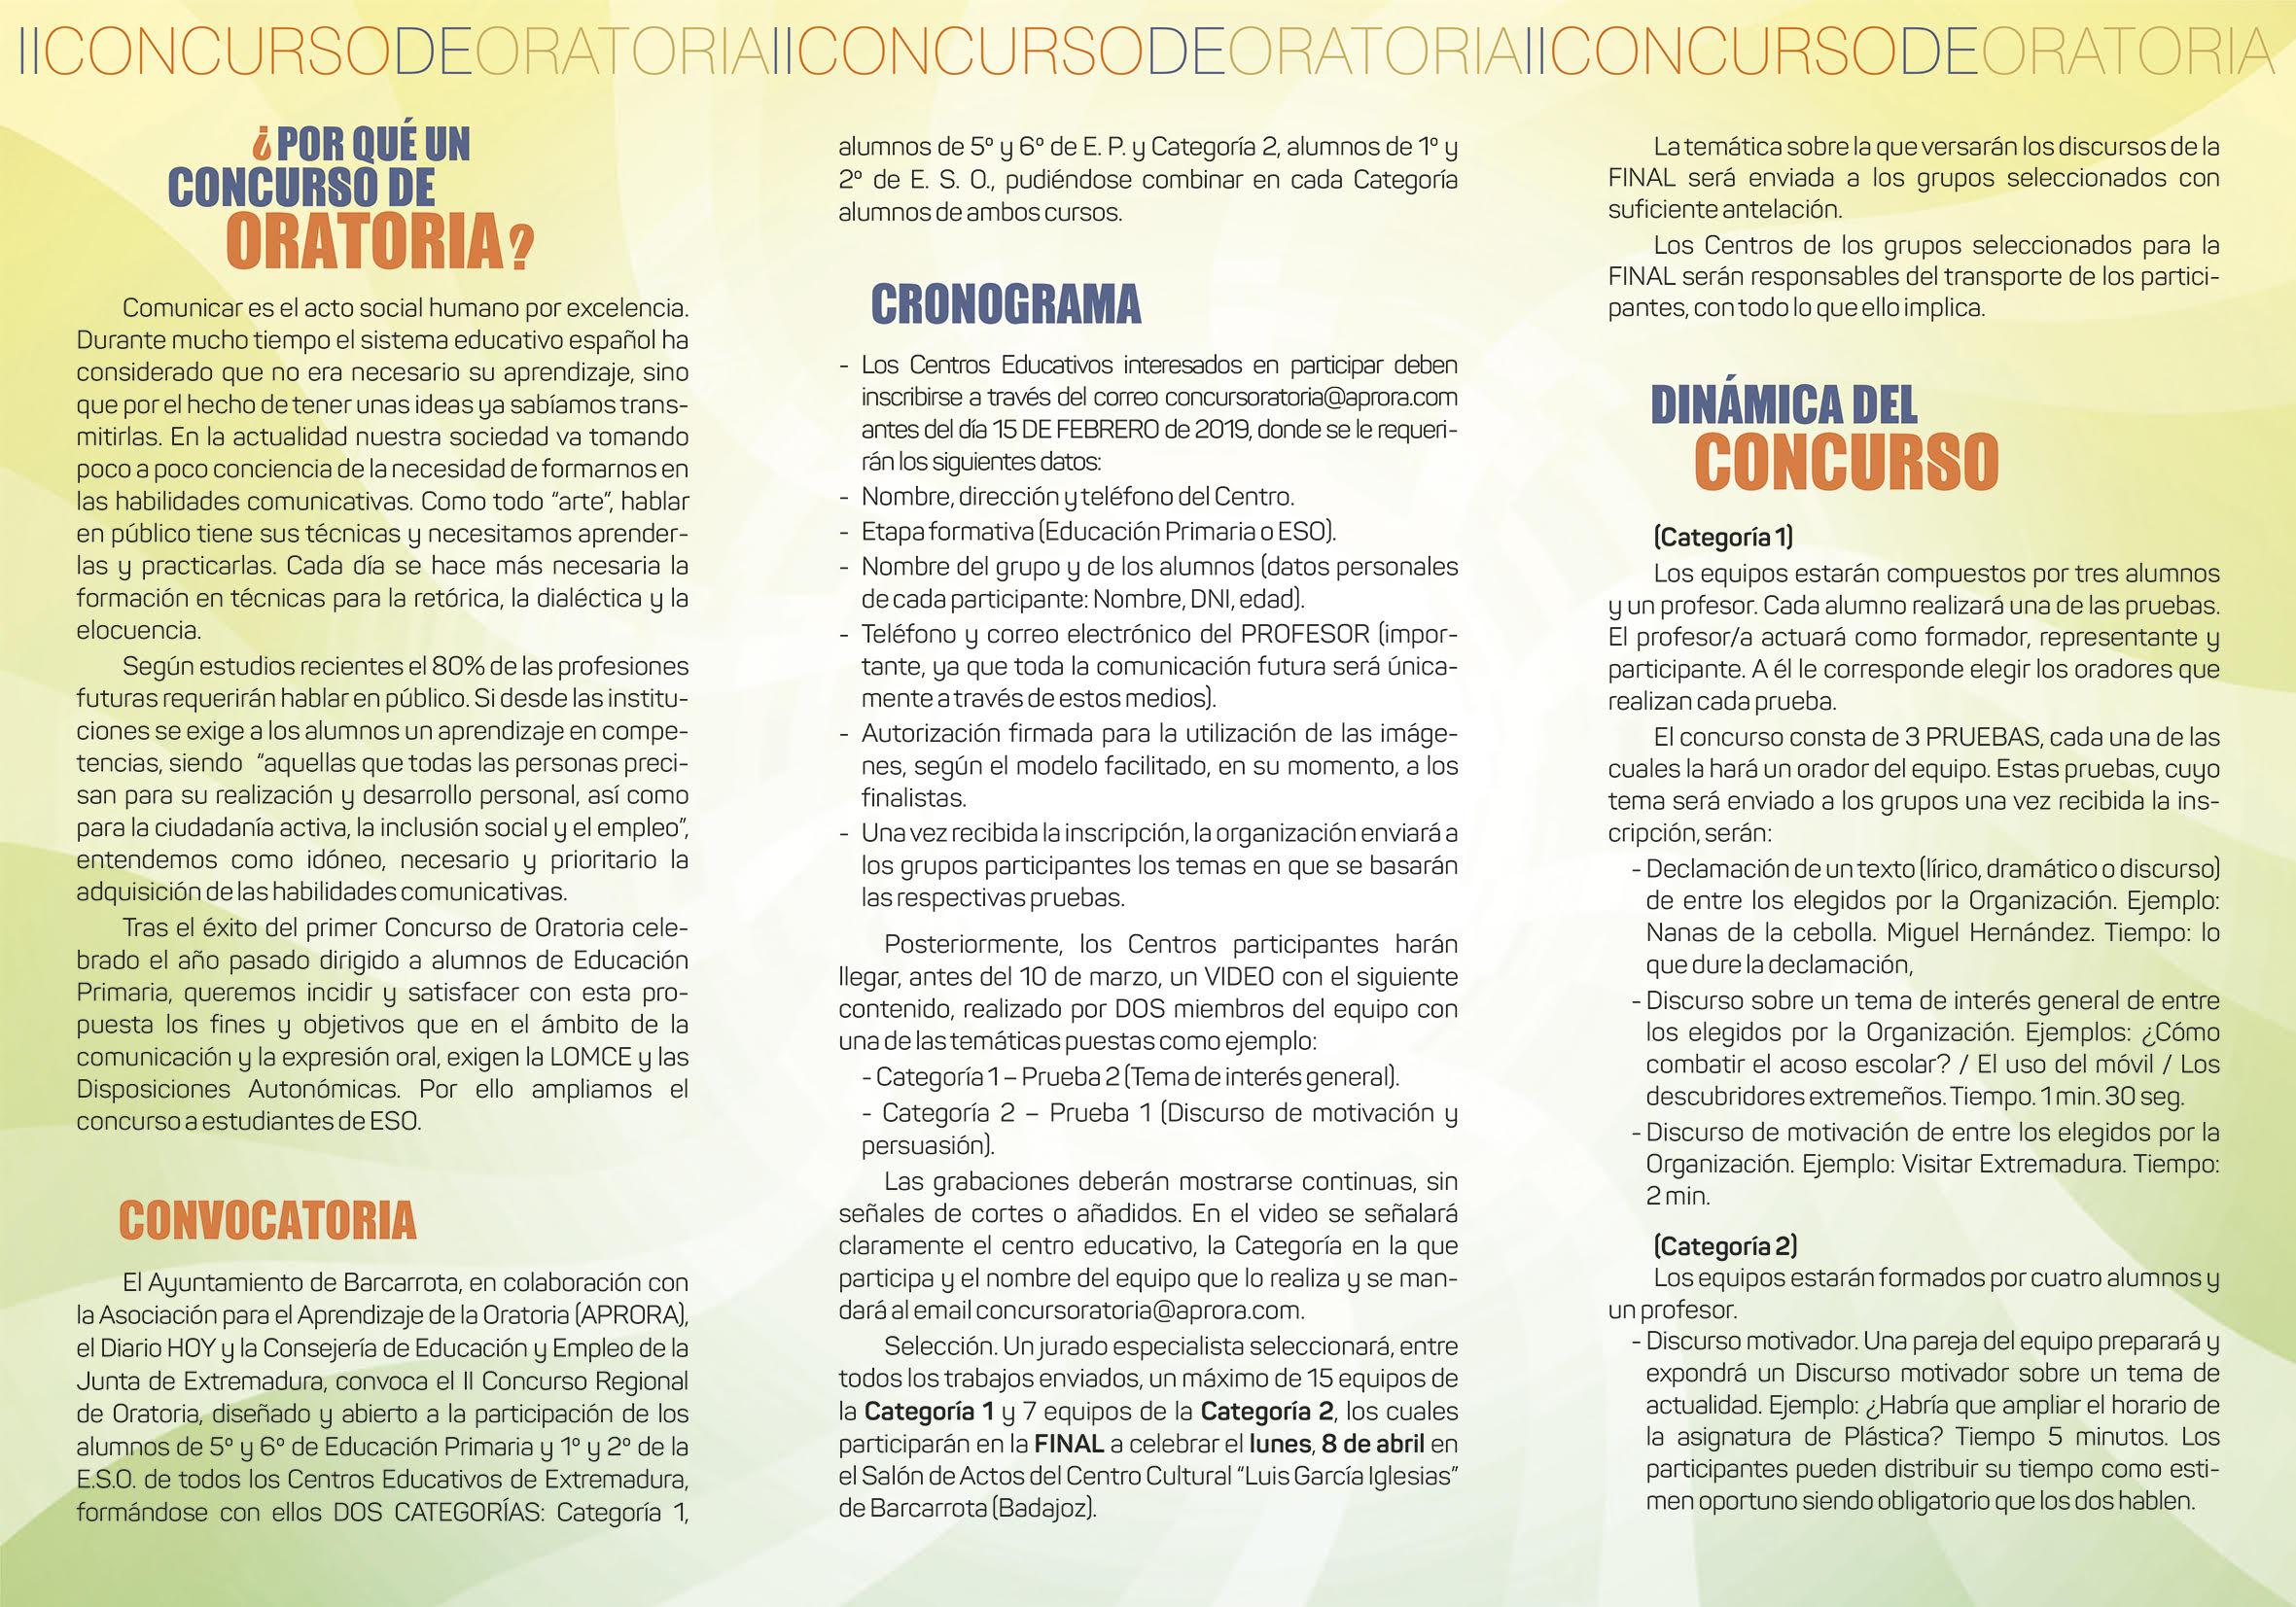 IICONCURSODEORATORIAIICONCURSODEORATORIAIICONCURSODEORATORIA
¿POR QUÉ UN
CONCURSO DE
ORATORIA?
Comunicar es el acto social humano por excelencia.
Durante mucho tiempo el sistema educativo español ha
considerado que no era necesario su aprendizaje, sino
que por el hecho de tener unas ideas ya sabíamos trans-
mitirlas. En la actualidad nuestra sociedad va tomando
poco a poco conciencia de la necesidad de formarnos en
las habilidades comunicativas. Como todo “arte”, hablar
en público tiene sus técnicas y necesitamos aprender-
las y practicarlas. Cada día se hace más necesaria la
formación en técnicas para la retórica, la dialéctica y la
elocuencia.
Según estudios recientes el 80% de las profesiones
futuras requerirán hablar en público. Si desde las institu-
ciones se exige a los alumnos un aprendizaje en compe-
tencias, siendo “aquellas que todas las personas preci-
san para su realización y desarrollo personal, así como
para la ciudadanía activa, la inclusión social y el empleo”,
entendemos como idóneo, necesario y prioritario la
adquisición de las habilidades comunicativas.
Tras el éxito del primer Concurso de Oratoria cele-
brado el año pasado dirigido a alumnos de Educación
Primaria, queremos incidir y satisfacer con esta pro-
puesta los fines y objetivos que en el ámbito de la
comunicación y la expresión oral, exigen la LOMCE y las
Disposiciones Autonómicas. Por ello ampliamos el
concurso a estudiantes de ESO.
CONVOCATORIA
El Ayuntamiento de Barcarrota, en colaboración con
la Asociación para el Aprendizaje de la Oratoria (APRORA),
el Diario HOY y la Consejería de Educación y Empleo de la
Junta de Extremadura, convoca el II Concurso Regional
de Oratoria, diseñado y abierto a la participación de los
alumnos de 5º y 6º de Educación Primaria y 1º y 2º de la
E.S.O. de todos los Centros Educativos de Extremadura,
formándose con ellos DOS CATEGORÍAS: Categoría 1,
alumnos de 5º y 6º de E. P. y Categoría 2, alumnos de 1º y
2º de E. S. O., pudiéndose combinar en cada Categoría
alumnos de ambos cursos.
CRONOGRAMA
- Los Centros Educativos interesados en participar deben
inscribirse a través del correo concursoratoria@aprora.com
antes del día 15 DE FEBRERO de 2019, donde se le requeri-
rán los siguientes datos:
- Nombre, dirección y teléfono del Centro.
- Etapa formativa (Educación Primaria o ESO).
- Nombre del grupo y de los alumnos (datos personales
de cada participante: Nombre, DNI, edad).
- Teléfono y correo electrónico del PROFESOR (impor-
tante, ya que toda la comunicación futura será única-
mente a través de estos medios).
- Autorización firmada para la utilización de las imáge-
nes, según el modelo facilitado, en su momento, a los
finalistas.
- Una vez recibida la inscripción, la organización enviará a
los grupos participantes los temas en que se basarán
las respectivas pruebas.
Posteriormente, los Centros participantes harán
llegar, antes del 10 de marzo, un VIDEO con el siguiente
contenido, realizado por DOS miembros del equipo con
una de las temáticas puestas como ejemplo:
- Categoría 1 – Prueba 2 (Tema de interés general).
- Categoría 2 – Prueba 1 (Discurso de motivación y
persuasión).
Las grabaciones deberán mostrarse continuas, sin
señales de cortes o añadidos. En el video se señalará
claramente el centro educativo, la Categoría en la que
participa y el nombre del equipo que lo realiza y se man-
dará al email concursoratoria@aprora.com.
Selección. Un jurado especialista seleccionará, entre
todos los trabajos enviados, un máximo de 15 equipos de
la Categoría 1 y 7 equipos de la Categoría 2, los cuales
participarán en la FINAL a celebrar el lunes, 8 de abril en
el Salón de Actos del Centro Cultural “Luis García Iglesias”
de Barcarrota (Badajoz).
La temática sobre la que versarán los discursos de la
FINAL será enviada a los grupos seleccionados con
suficiente antelación.
Los Centros de los grupos seleccionados para la
FINAL serán responsables del transporte de los partici-
pantes, con todo lo que ello implica.
DINÁMICA DEL
CONCURSO
(Categoría 1)
Los equipos estarán compuestos por tres alumnos
y un profesor. Cada alumno realizará una de las pruebas.
El profesor/a actuará como formador, representante y
participante. A él le corresponde elegir los oradores que
realizan cada prueba.
El concurso consta de 3 PRUEBAS, cada una de las
cuales la hará un orador del equipo. Estas pruebas, cuyo
tema será enviado a los grupos una vez recibida la ins-
cripción, serán:
- Declamación de un texto (lírico, dramático o discurso)
de entre los elegidos por la Organización. Ejemplo:
Nanas de la cebolla. Miguel Hernández. Tiempo: lo
que dure la declamación,
- Discurso sobre un tema de interés general de entre
los elegidos por la Organización. Ejemplos: ¿Cómo
combatir el acoso escolar? / El uso del móvil / Los
descubridores extremeños. Tiempo. 1 min. 30 seg.
- Discurso de motivación de entre los elegidos por la
Organización. Ejemplo: Visitar Extremadura. Tiempo:
2 min.
(Categoría 2)
Los equipos estarán formados por cuatro alumnos y
un profesor.
- Discurso motivador. Una pareja del equipo preparará y
expondrá un Discurso motivador sobre un tema de
actualidad. Ejemplo: ¿Habría que ampliar el horario de
la asignatura de Plástica? Tiempo 5 minutos. Los
participantes pueden distribuir su tiempo como esti-
men oportuno siendo obligatorio que los dos hablen.